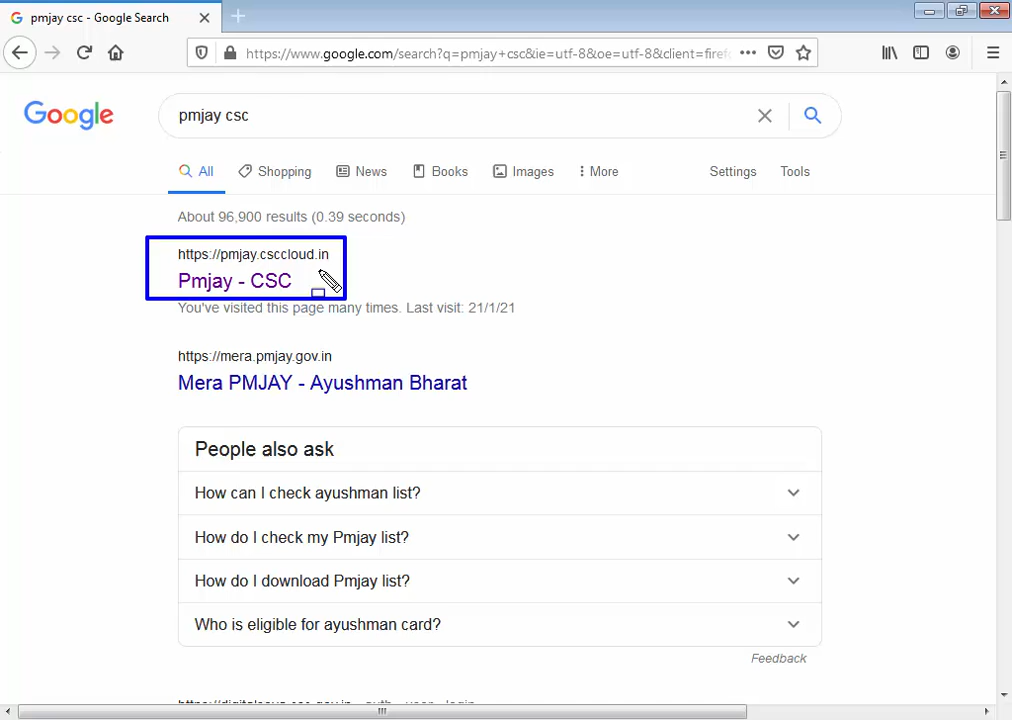 pmjay csc - Google Search
https://www.google.com/search?q=pmjay+csc&ie=utf-8&oe=utf-8&client=firef
Google
pmjay csc
All Shopping News Books Images More Settings Tools
About 96,900 results (0.39 seconds)
https://pmjay.csccloud.in
Pmjay - CSC
You've visited this page many times. Last visit: 21/1/21
https://mera.pmjay.gov.in
Mera PMJAY - Ayushman Bharat
People also ask
How can I check ayushman list?
How do I check my Pmjay list?
How do I download Pmjay list?
Who is eligible for ayushman card?
Feedback